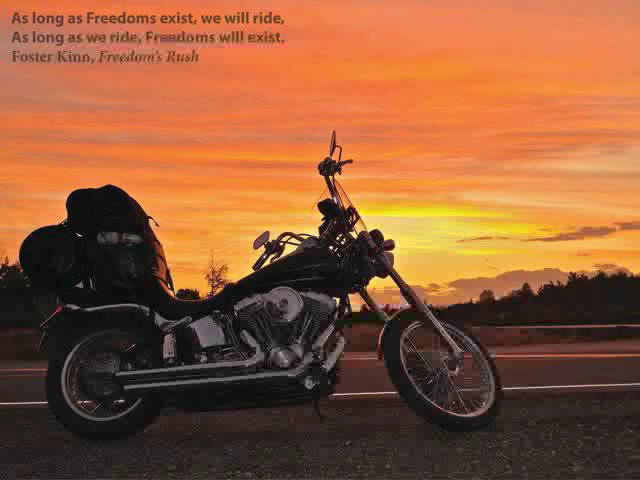 As long as Freedoms exist, we will ride,
As long as we ride, Freedoms will exist.
Foster Kinn, Freedom's Rush